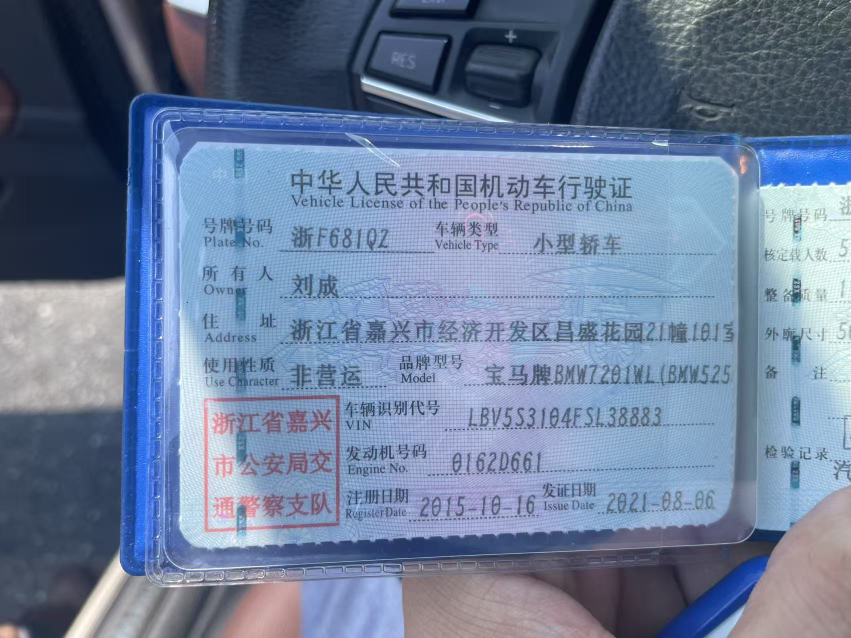 RES
+
中华人民共和国机动车行驶证
Vehicle License of the People's Republic of China
号牌号码 浙F681QZ 车辆类型 小型轿车
Plate No. Vehicle Type
所有人 刘成
Owner
住址 浙江省嘉兴市经济开发区昌盛花园21幢101室
Address
使用性质 非营运 品牌型号 宝马牌BMW7201WL(BMW525
Use Character Model
浙江省嘉兴
市公安局交
通警察支队
车辆识别代号 LBV5S3104FSL38883
VIN
发动机号码 0162D661
Engine No.
注册日期 2015-10-16 发证日期 2021-08-06
Register Date Issue Date
号牌号码 浙
核定载人数 5
整备质量 1
外廓尺寸 50
备注
检验记录
汽